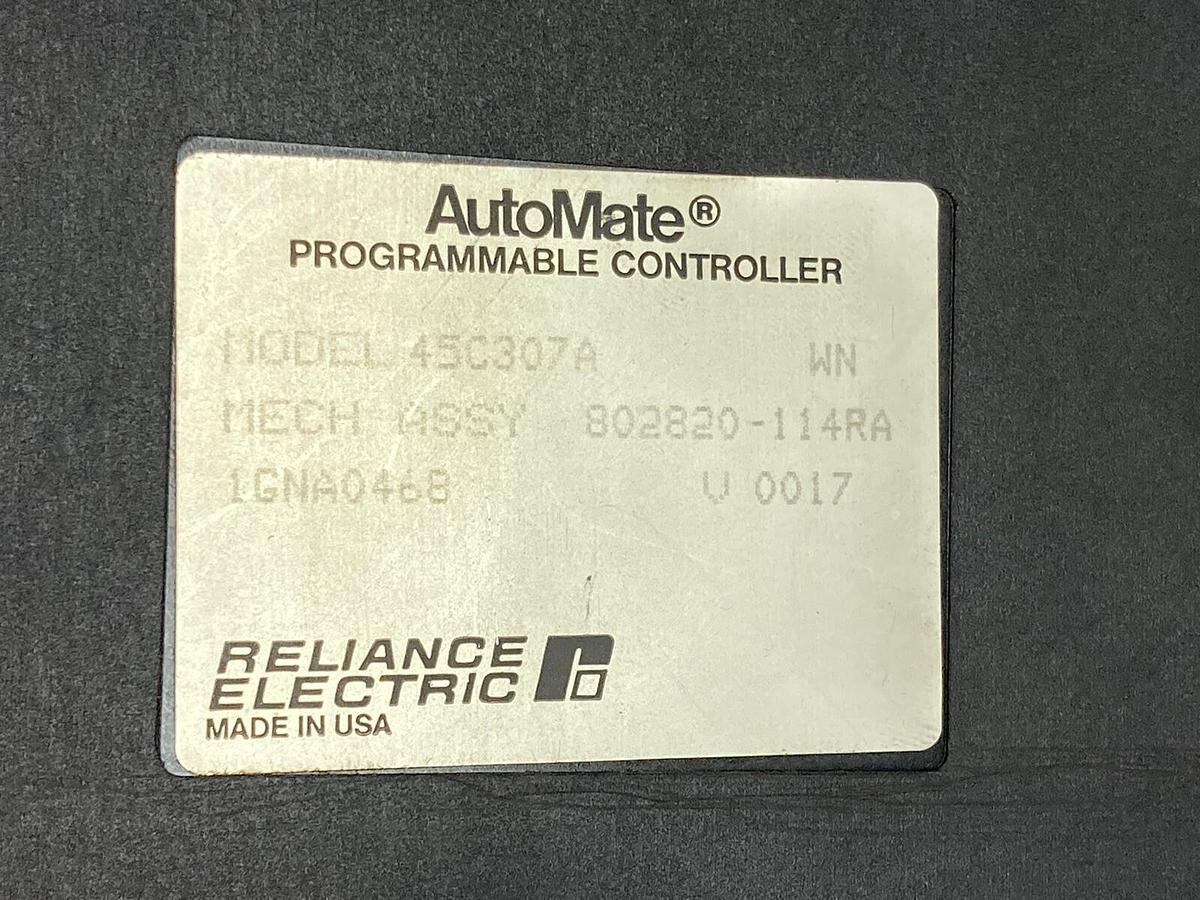 AutoMate®
PROGRAMMABLE CONTROLLER
MODEL 45C307A WN
MECH ASSY 802820-114RA
1GNA0468 V 0017
RELIANCE
ELECTRIC
MADE IN USA